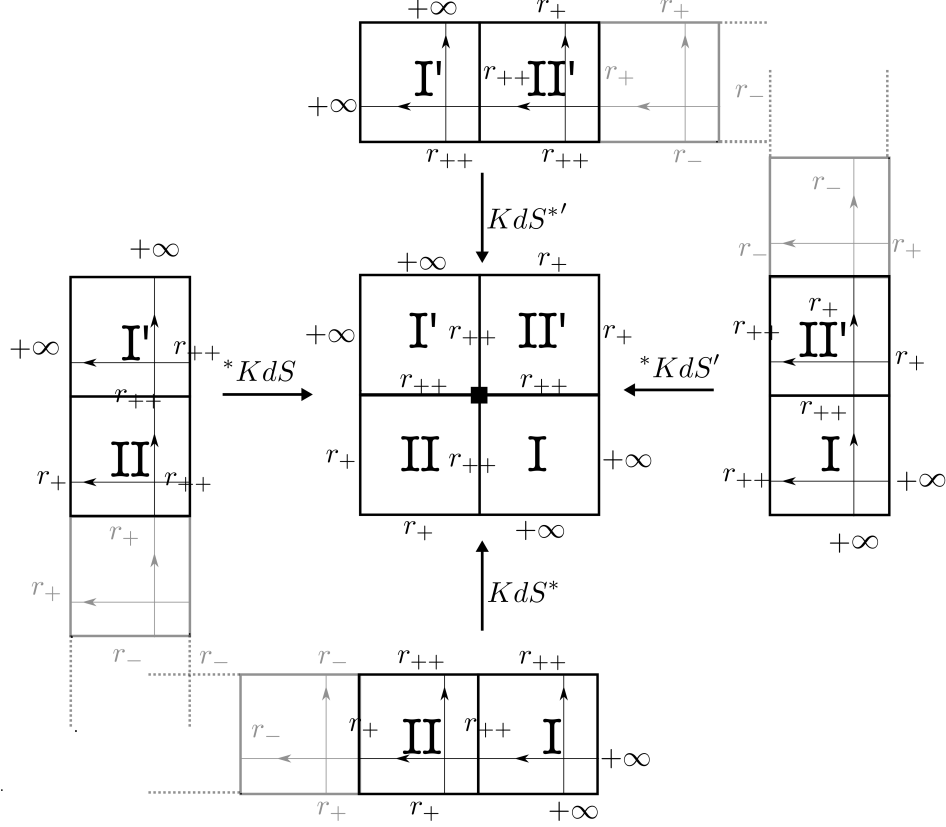 +∞ r₊ r₊
I' r₊₊ II' r₊ r₋
+∞
r₊₊ r₊₊ r₋
KdS*′
r₋
r₋ r₊
+∞
+∞ r₊
I' r₊₊ II' r₊
+∞
r₊₊ r₊₊
II r₊₊ I
r₊ +∞
r₊ +∞
+∞
I' r₊₊
+∞
r₊₊
II
r₊ r₊₊
r₊
r₊
r₋
*KdS
*KdS′
r₊
r₊₊ II'
r₊
r₊₊
I
r₊₊ +∞
+∞
KdS*
r₋ r₋ r₊₊ r₊₊
r₋ r₊ II r₊₊ I
+∞
r₊ r₊ +∞